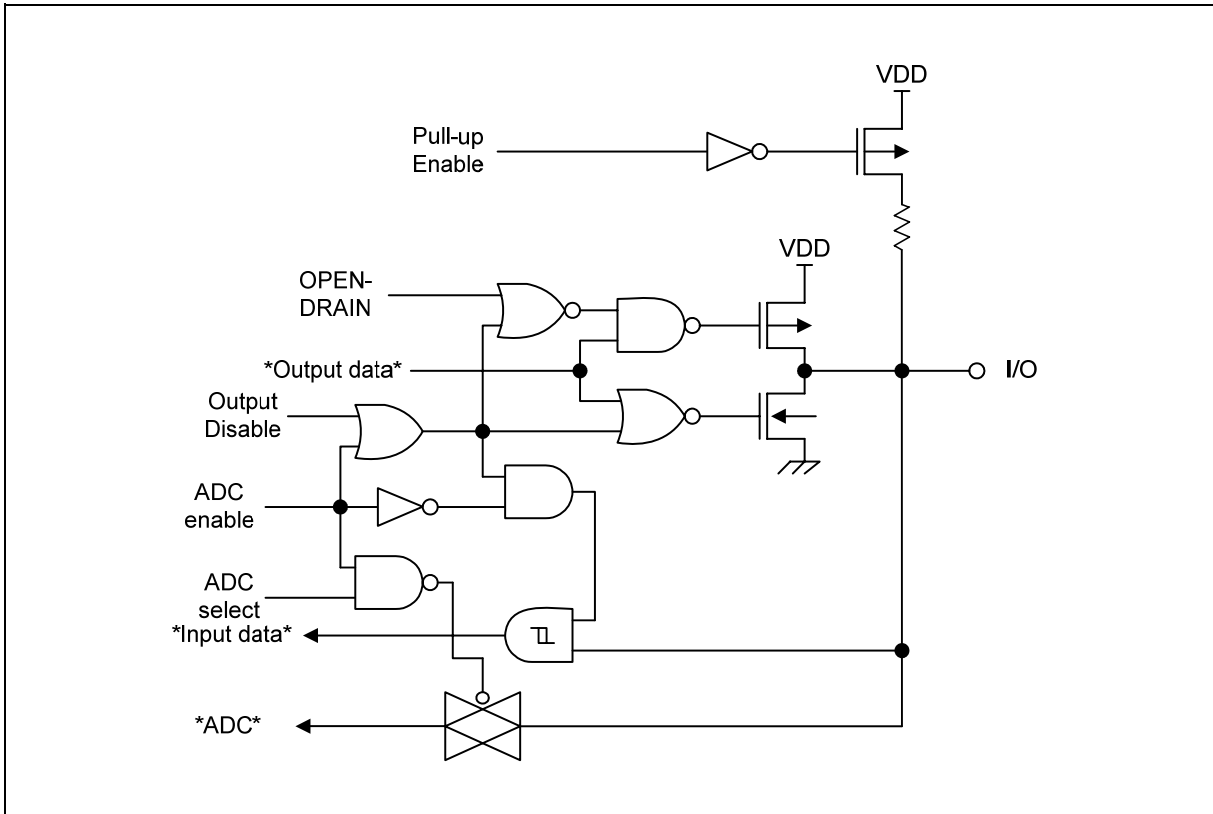 VDD
Pull-up
Enable
VDD
OPEN-
DRAIN
*Output data*
I/O
Output
Disable
ADC
enable
ADC
select
*Input data*
*ADC*